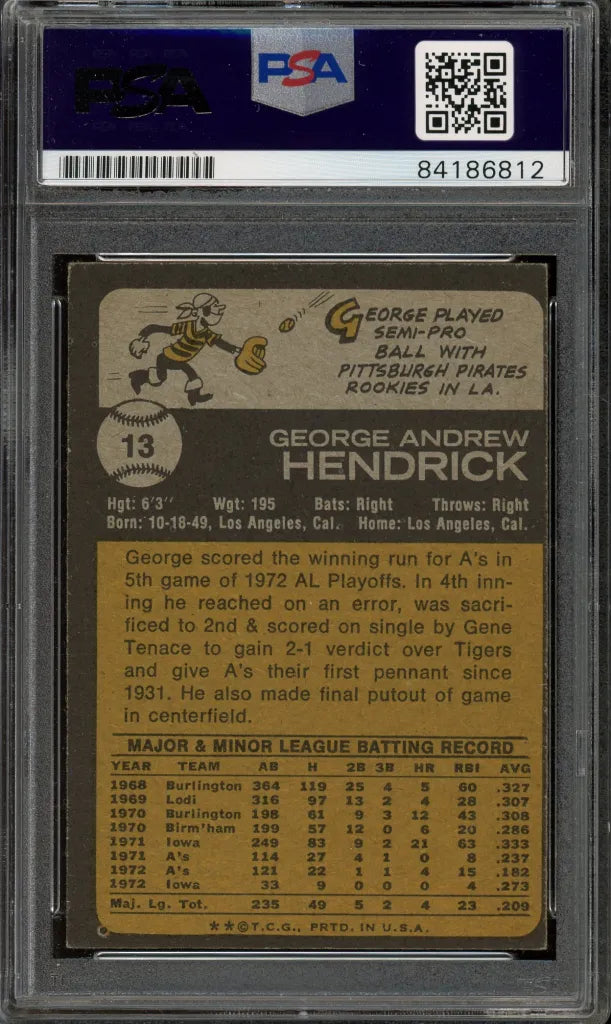 PSA
PSA
84186812
GEORGE PLAYED
SEMI-PRO
BALL WITH
PITTSBURGH PIRATES
ROOKIES IN L.A.
13
GEORGE ANDREW
HENDRICK
Hgt: 6'3" Wgt: 195 Bats: Right Throws: Right
Born: 10-18-49, Los Angeles, Cal. Home: Los Angeles, Cal.
George scored the winning run for A's in
5th game of 1972 AL Playoffs. In 4th inn-
ing he reached on an error, was sacri-
ficed to 2nd & scored on single by Gene
Tenace to gain 2-1 verdict over Tigers
and give A's their first pennant since
1931. He also made final putout of game
in centerfield.
MAJOR & MINOR LEAGUE BATTING RECORD
YEAR TEAM AB H 2B 3B HR RBI AVG
1968 Burlington 364 119 25 4 5 60 .327
1969 Lodi 316 97 13 2 4 28 .307
1970 Burlington 198 61 9 3 12 43 .308
1970 Birm'ham 199 57 12 0 6 20 .286
1971 Iowa 249 83 9 2 21 63 .333
1971 A's 114 27 4 1 0 8 .237
1972 A's 121 22 1 1 4 15 .182
1972 Iowa 33 9 0 0 0 4 .273
Maj. Lg. Tot. 235 49 5 2 4 23 .209
**©T.C.G., PRTD. IN U.S.A.